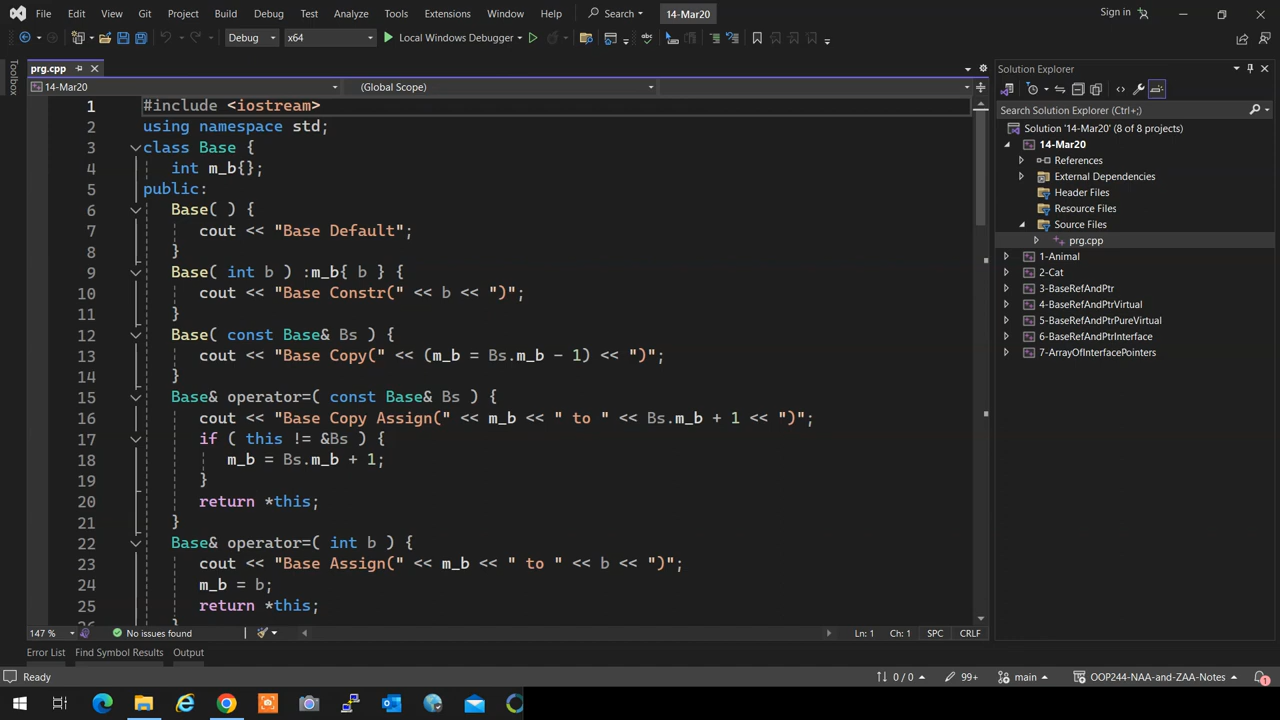 File Edit View Git Project Build Debug Test Analyze Tools Extensions Window Help Search 14-Mar20 Sign in
Debug x64 Local Windows Debugger
Toolbox
prg.cpp
14-Mar20 (Global Scope)
1 #include <iostream>
2 using namespace std;
3 class Base {
4 int m_b{};
5 public:
6 Base( ) {
7 cout << "Base Default";
8 }
9 Base( int b ) :m_b{ b } {
10 cout << "Base Constr(" << b << ")";
11 }
12 Base( const Base& Bs ) {
13 cout << "Base Copy(" << (m_b = Bs.m_b - 1) << ")";
14 }
15 Base& operator=( const Base& Bs ) {
16 cout << "Base Copy Assign(" << m_b << " to " << Bs.m_b + 1 << ")";
17 if ( this != &Bs ) {
18 m_b = Bs.m_b + 1;
19 }
20 return *this;
21 }
22 Base& operator=( int b ) {
23 cout << "Base Assign(" << m_b << " to " << b << ")";
24 m_b = b;
25 return *this;
26 }
147 % No issues found Ln: 1 Ch: 1 SPC CRLF
Error List Find Symbol Results Output
Solution Explorer
Search Solution Explorer (Ctrl+;)
Solution '14-Mar20' (8 of 8 projects)
14-Mar20
References
External Dependencies
Header Files
Resource Files
Source Files
prg.cpp
1-Animal
2-Cat
3-BaseRefAndPtr
4-BaseRefAndPtrVirtual
5-BaseRefAndPtrPureVirtual
6-BaseRefAndPtrInterface
7-ArrayOfInterfacePointers
Ready 0 / 0 99+ main OOP244-NAA-and-ZAA-Notes 1